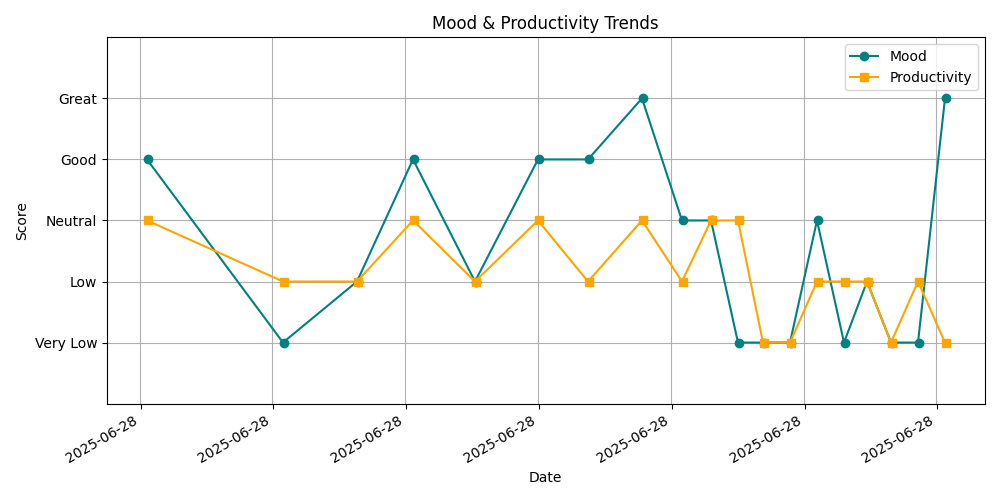 Mood & Productivity Trends
Mood
Productivity
Great
Good
Neutral
Low
Very Low
Score
2025-06-28
2025-06-28
2025-06-28
2025-06-28
2025-06-28
2025-06-28
2025-06-28
Date